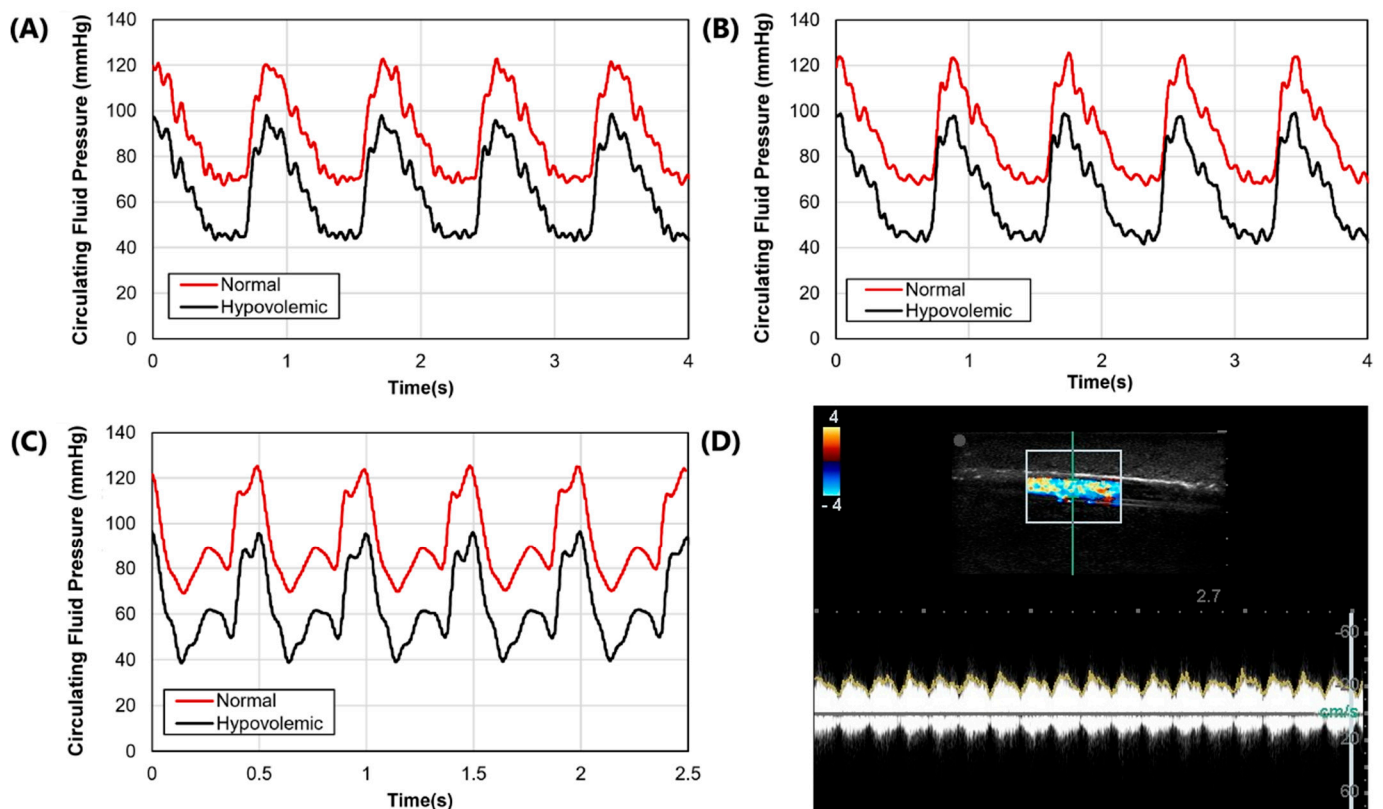 (A)
Circulating Fluid Pressure (mmHg)
140
120
100
80
60
40
20
0
Normal
Hypovolemic
0 1 2 3 4
Time(s)
(B)
Circulating Fluid Pressure (mmHg)
140
120
100
80
60
40
20
0
Normal
Hypovolemic
0 1 2 3 4
Time(s)
(C)
Circulating Fluid Pressure (mmHg)
140
120
100
80
60
40
20
0
Normal
Hypovolemic
0 0.5 1 1.5 2 2.5
Time(s)
(D)
4
- 4
2.7
-60
-20
cm/s
20
60